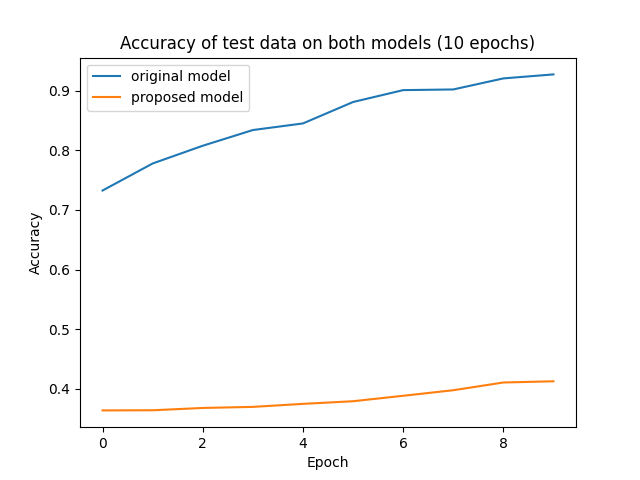 Accuracy of test data on both models (10 epochs)
original model
proposed model
0.9
0.8
0.7
0.6
0.5
0.4
Accuracy
0 2 4 6 8
Epoch